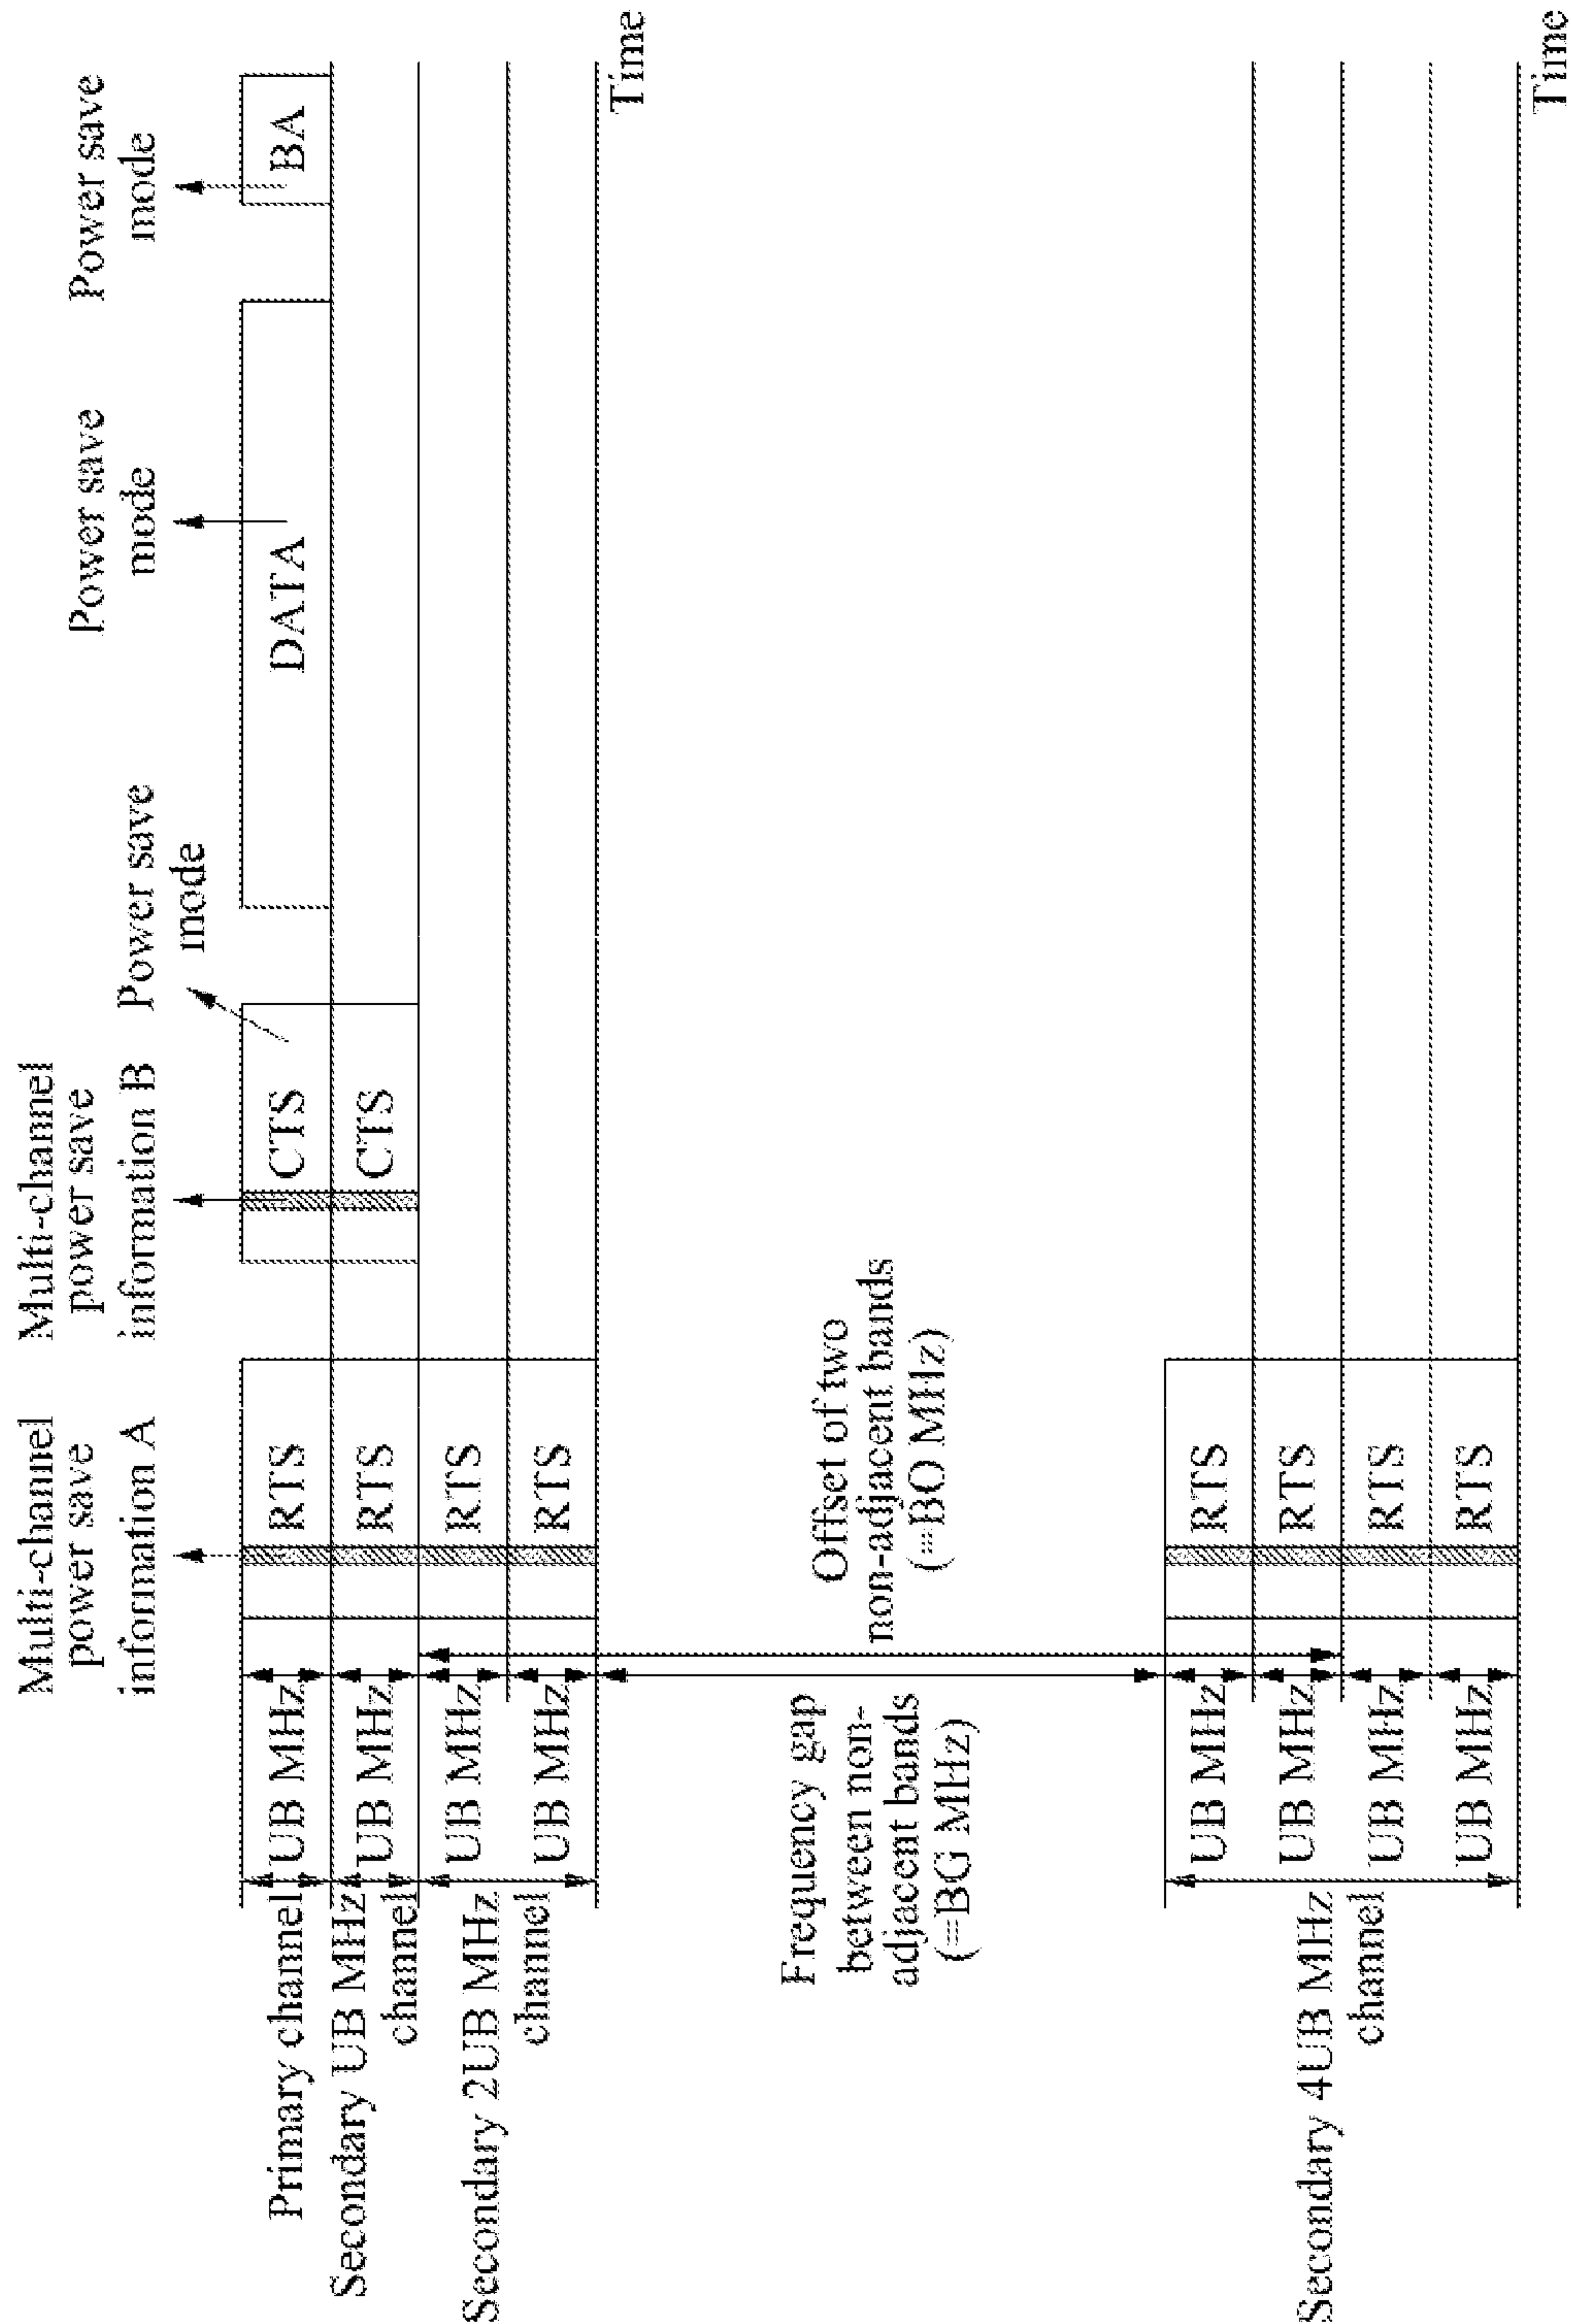 Multi-channel
power save
information A
Multi-channel
power save
information B
Power save
mode
Power save
mode
Power save
mode
Primary channel
UB MHz
RTS
CTS
DATA
BA
Secondary UB MHz
channel
UB MHz
RTS
CTS
Secondary 2UB MHz
channel
UB MHz
RTS
UB MHz
RTS
Time
Frequency gap
between non-
adjacent bands
(=BG MHz)
Offset of two
non-adjacent bands
(=BO MHz)
Secondary 4UB MHz
channel
UB MHz
RTS
UB MHz
RTS
UB MHz
RTS
UB MHz
RTS
Time